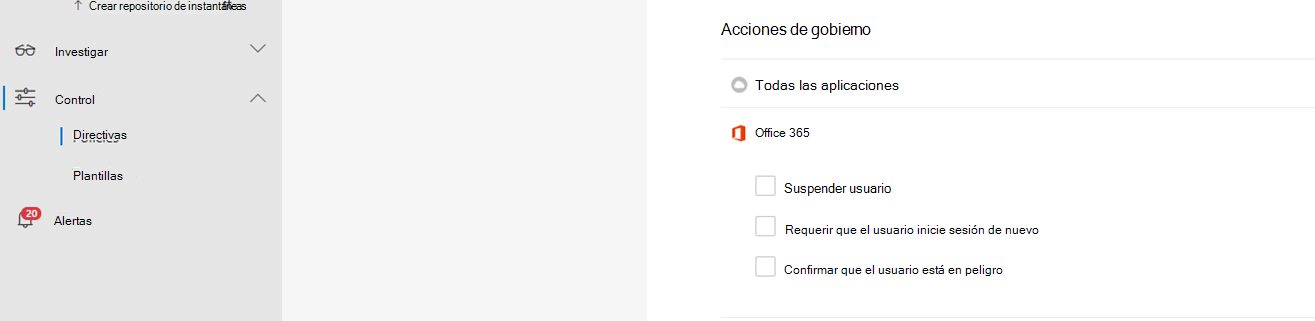 Crear repositorio de instantáneas
Investigar
Control
Directivas
Plantillas
20
Alertas
Acciones de gobierno
Todas las aplicaciones
Office 365
Suspender usuario
Requerir que el usuario inicie sesión de nuevo
Confirmar que el usuario está en peligro